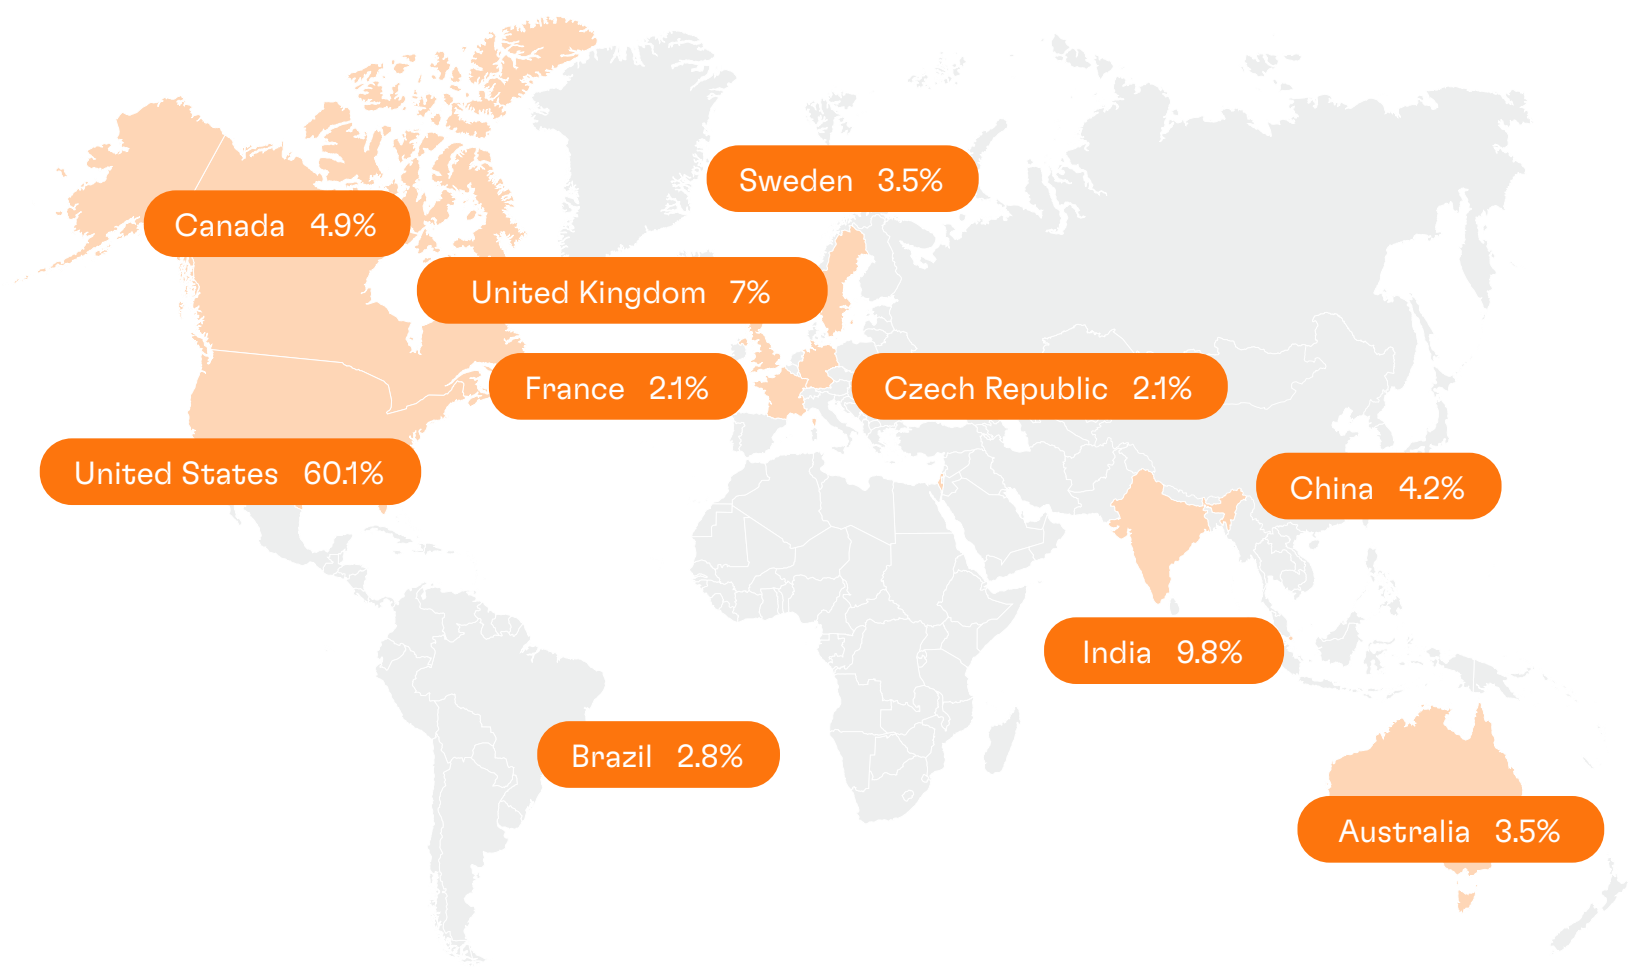 Sweden 3.5%
Canada 4.9%
United Kingdom 7%
France 2.1%
Czech Republic 2.1%
United States 60.1%
China 4.2%
India 9.8%
Brazil 2.8%
Australia 3.5%